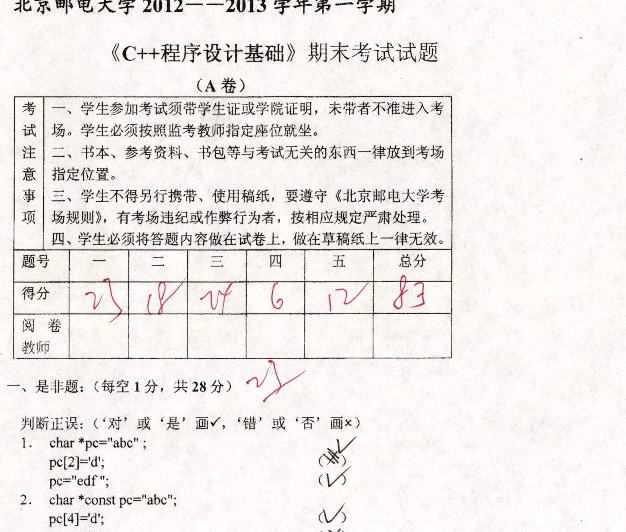 北京邮电大学 2012——2013 学年第一学期
《C++程序设计基础》期末考试试题
（A 卷）
考试注意事项
一、学生参加考试须带学生证或学院证明，未带者不准进入考
场。学生必须按照监考教师指定座位就坐。
二、书本、参考资料、书包等与考试无关的东西一律放到考场
指定位置。
三、学生不得另行携带、使用稿纸，要遵守《北京邮电大学考
场规则》，有考场违纪或作弊行为者，按相应规定严肃处理。
四、学生必须将答题内容做在试卷上，做在草稿纸上一律无效。
题号 一 二 三 四 五 总分
得分 23 18 24 6 12 83
阅 卷
教师
一、是非题：（每空 1 分，共 28 分） 23
判断正误:（‘对’或‘是’画✓，‘错’或‘否’画×）
1. char *pc="abc" ;
pc[2]='d'; ( ✓
pc="edf "; (✓)
2. char *const pc="abc";
pc[4]='d'; (✓)